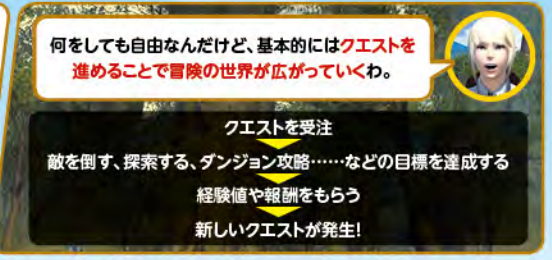 何をしても自由なんだけど、基本的にはクエストを
進めることで冒険の世界が広がっていくわ。
クエストを受注
敵を倒す、探索する、ダンジョン攻略……などの目標を達成する
経験値や報酬をもらう
新しいクエストが発生!